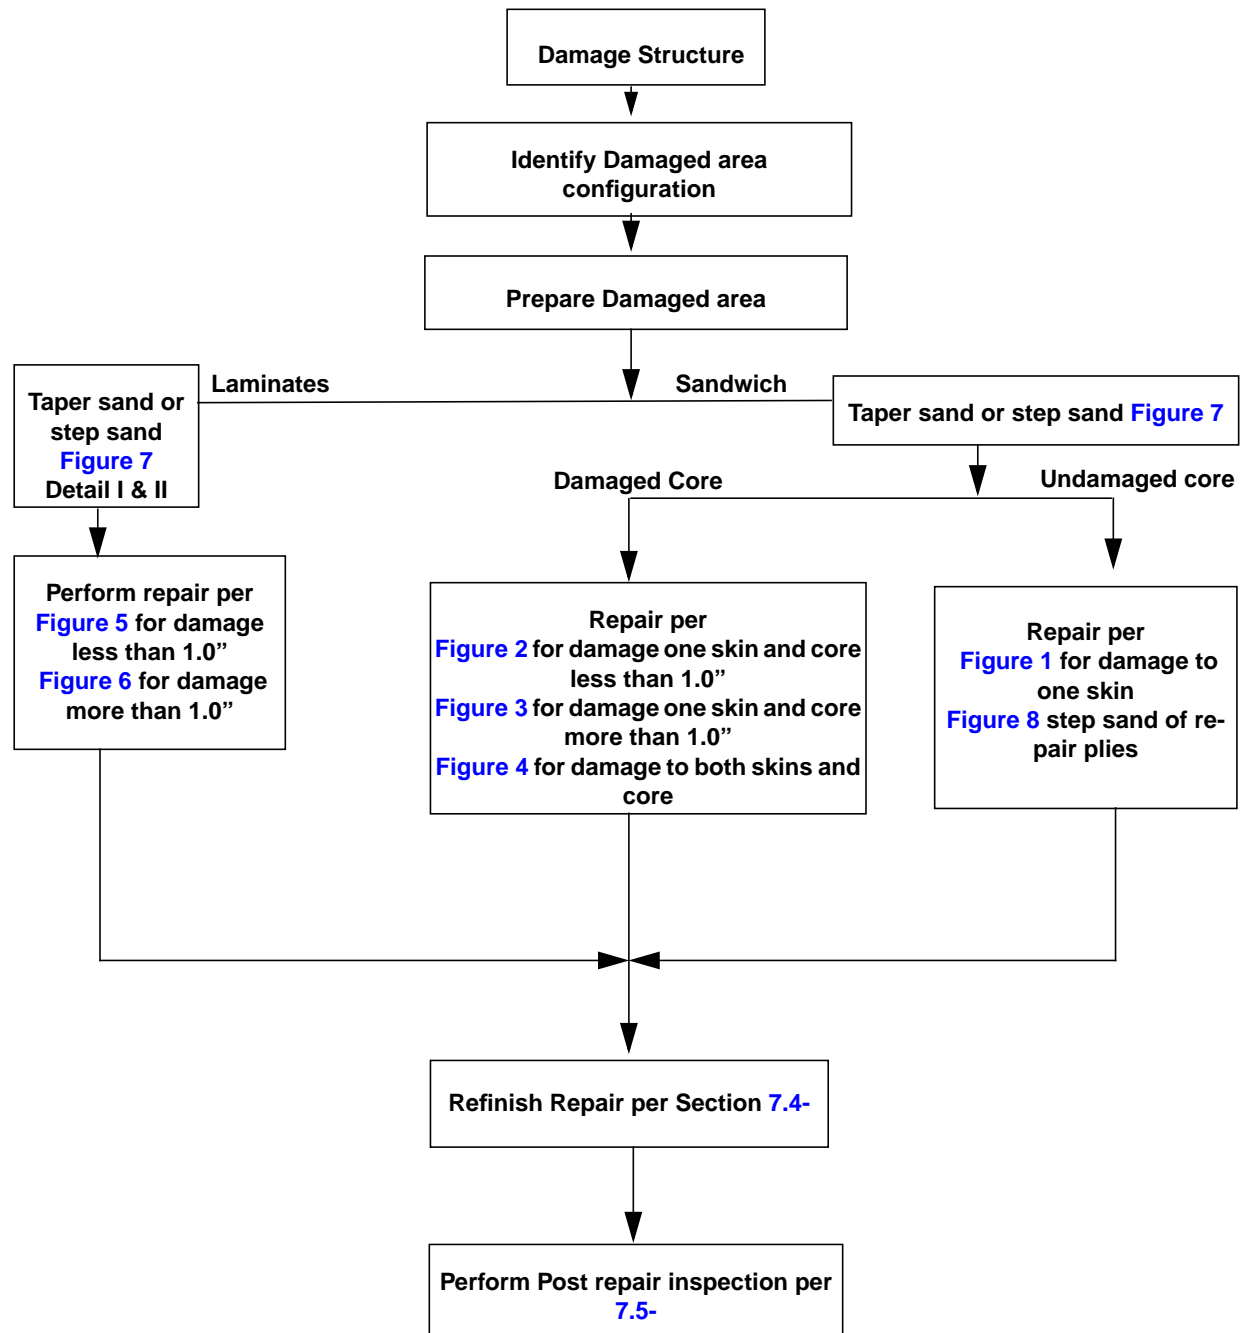 Damage Structure
Identify Damaged area
configuration
Prepare Damaged area
Laminates
Sandwich
Taper sand or
step sand
Figure 7
Detail I & II
Taper sand or step sand Figure 7
Damaged Core
Undamaged core
Perform repair per
Figure 5 for damage
less than 1.0”
Figure 6 for damage
more than 1.0”
Repair per
Figure 2 for damage one skin and core
less than 1.0”
Figure 3 for damage one skin and core
more than 1.0”
Figure 4 for damage to both skins and
core
Repair per
Figure 1 for damage to
one skin
Figure 8 step sand of re-
pair plies
Refinish Repair per Section 7.4-
Perform Post repair inspection per
7.5-